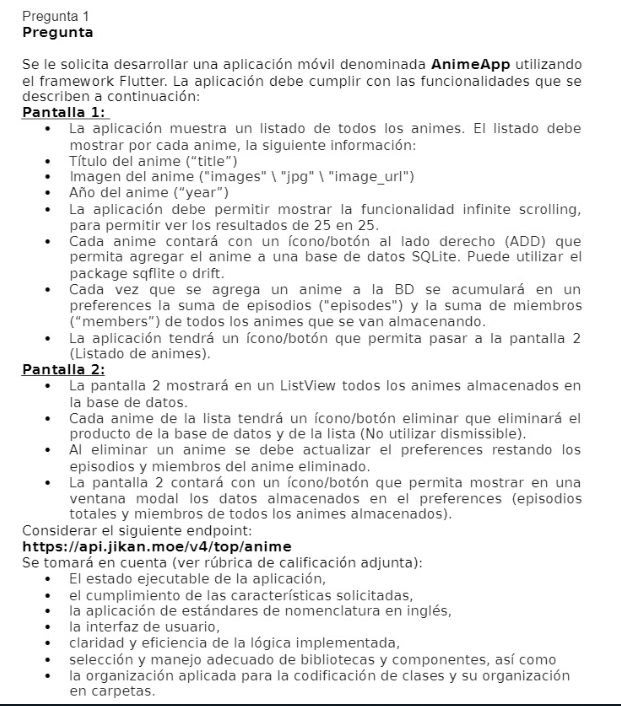 Pregunta 1
Pregunta
Se le solicita desarrollar una aplicación móvil denominada AnimeApp utilizando
el framework Flutter. La aplicación debe cumplir con las funcionalidades que se
describen a continuación:
Pantalla 1:
• La aplicación muestra un listado de todos los animes. El listado debe
mostrar por cada anime, la siguiente información:
• Título del anime (“title”)
• Imagen del anime ("images" \ "jpg" \ "image_url")
• Año del anime (“year”)
• La aplicación debe permitir mostrar la funcionalidad infinite scrolling,
para permitir ver los resultados de 25 en 25.
• Cada anime contará con un ícono/botón al lado derecho (ADD) que
permita agregar el anime a una base de datos SQLite. Puede utilizar el
package sqflite o drift.
• Cada vez que se agrega un anime a la BD se acumulará en un
preferences la suma de episodios ("episodes") y la suma de miembros
(“members”) de todos los animes que se van almacenando.
• La aplicación tendrá un ícono/botón que permita pasar a la pantalla 2
(Listado de animes).
Pantalla 2:
• La pantalla 2 mostrará en un ListView todos los animes almacenados en
la base de datos.
• Cada anime de la lista tendrá un ícono/botón eliminar que eliminará el
producto de la base de datos y de la lista (No utilizar dismissible).
• Al eliminar un anime se debe actualizar el preferences restando los
episodios y miembros del anime eliminado.
• La pantalla 2 contará con un ícono/botón que permita mostrar en una
ventana modal los datos almacenados en el preferences (episodios
totales y miembros de todos los animes almacenados).
Considerar el siguiente endpoint:
https://api.jikan.moe/v4/top/anime
Se tomará en cuenta (ver rúbrica de calificación adjunta):
• El estado ejecutable de la aplicación,
• el cumplimiento de las características solicitadas,
• la aplicación de estándares de nomenclatura en inglés,
• la interfaz de usuario,
• claridad y eficiencia de la lógica implementada,
• selección y manejo adecuado de bibliotecas y componentes, así como
• la organización aplicada para la codificación de clases y su organización
en carpetas.